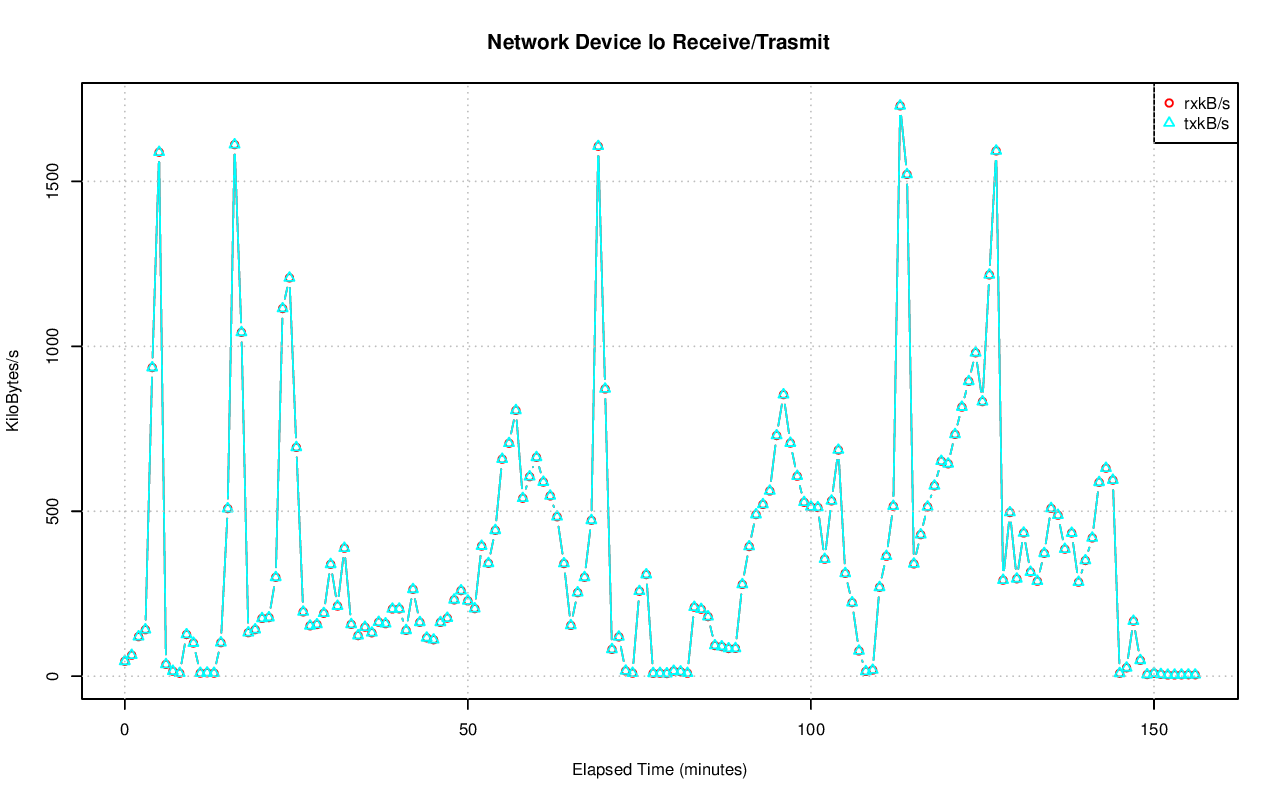 Network Device lo Receive/Trasmit
rxkB/s
txkB/s
KiloBytes/s
1500
1000
500
0
0 50 100 150
Elapsed Time (minutes)